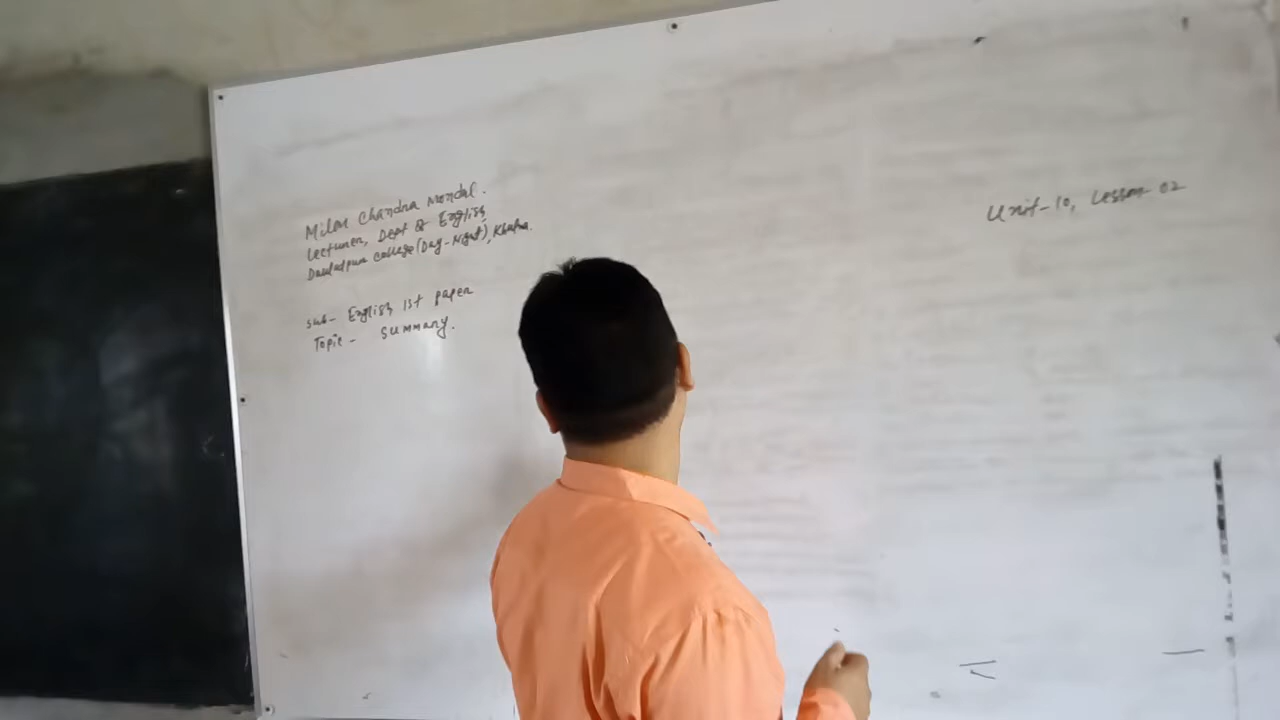 Milon Chandra Mondal.
Lecturer, Dept of English,
Daulatpur College (Day-Night), Khulna.
Sub- English 1st paper
Topic - Summary.
Unit-10, Lesson-02